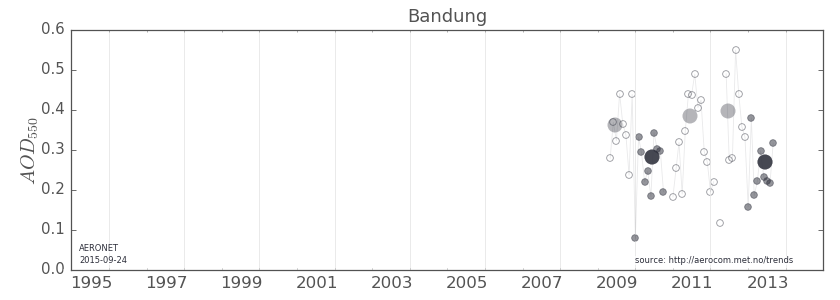 Bandung
0.6
0.5
0.4
0.3
0.2
0.1
0.0
AOD550
AERONET
2015-09-24
source: http://aerocom.met.no/trends
1995 1997 1999 2001 2003 2005 2007 2009 2011 2013